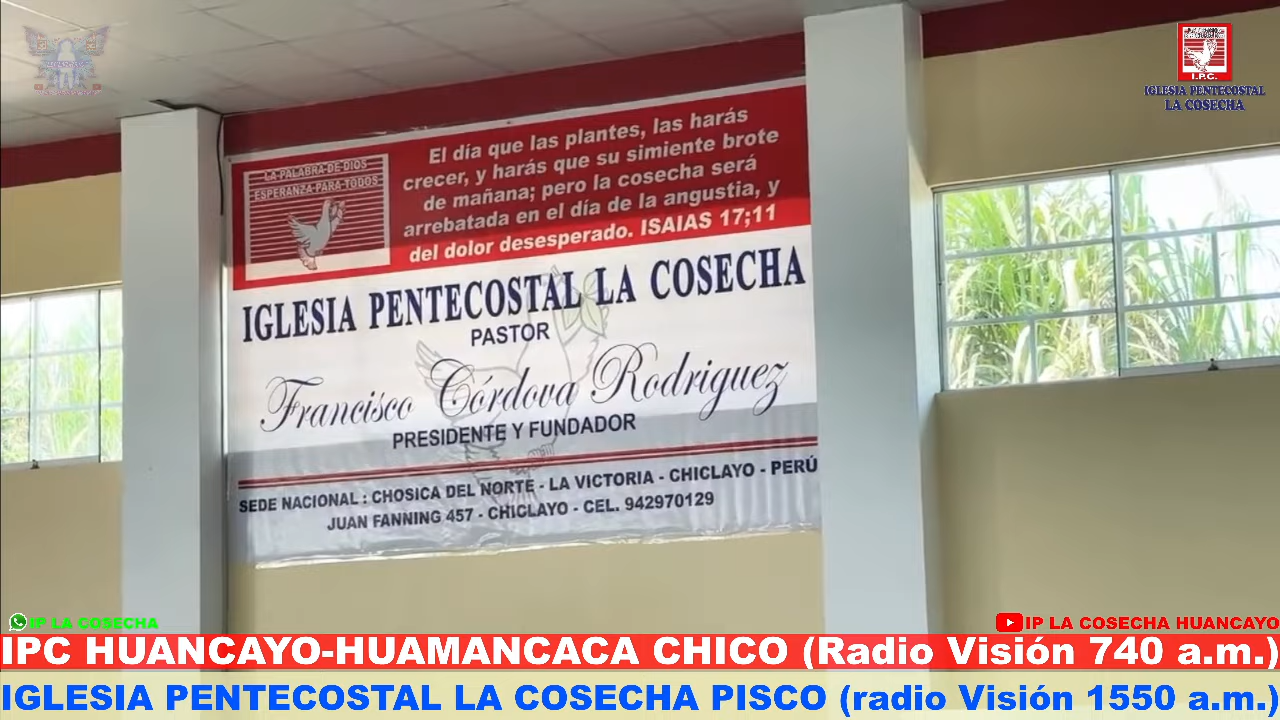 I.P.C.
IGLESIA PENTECOSTAL
LA COSECHA
LA PALABRA DE DIOS
ESPERANZA PARA TODOS
El día que las plantes, las harás
crecer, y harás que su simiente brote
de mañana; pero la cosecha será
arrebatada en el día de la angustia, y
del dolor desesperado. ISAIAS 17;11
IGLESIA PENTECOSTAL LA COSECHA
PASTOR
Francisco Córdova Rodriguez
PRESIDENTE Y FUNDADOR
SEDE NACIONAL : CHOSICA DEL NORTE - LA VICTORIA - CHICLAYO - PERÚ
JUAN FANNING 457 - CHICLAYO - CEL. 942970129
IP LA COSECHA
IP LA COSECHA HUANCAYO
IPC HUANCAYO-HUAMANCACA CHICO (Radio Visión 740 a.m.)
IGLESIA PENTECOSTAL LA COSECHA PISCO (radio Visión 1550 a.m.)